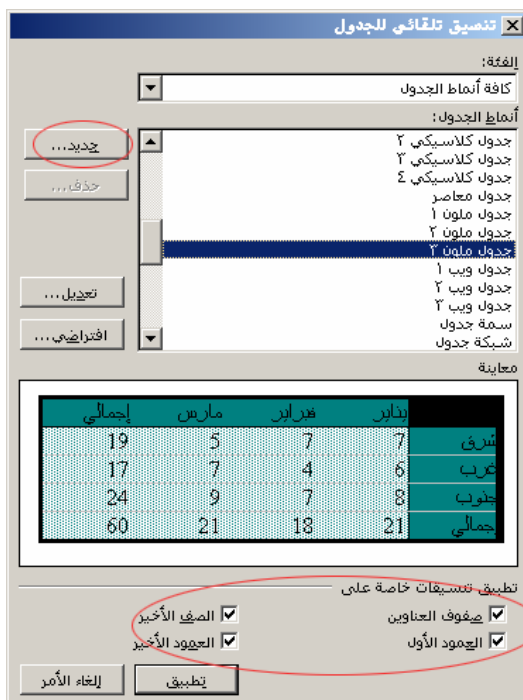 تنسيق تلقائي للجدول
الفئة:
كافة أنماط الجدول
أنماط الجدول:
جدول كلاسيكي ٢
جدول كلاسيكي ٣
جدول كلاسيكي ٤
جدول معاصر
جدول ملون ١
جدول ملون ٢
جدول ملون ٣
جدول ويب ١
جدول ويب ٢
جدول ويب ٣
سمة جدول
شبكة جدول
جديد...
حذف...
تعديل...
افتراضي...
معاينة
يناير فبراير مارس إجمالي
شرق 7 7 5 19
غرب 6 4 7 17
جنوب 8 7 9 24
إجمالي 21 18 21 60
تطبيق تنسيقات خاصة على
صفوف العناوين الصف الأخير
العمود الأول العمود الأخير
تطبيق إلغاء الأمر